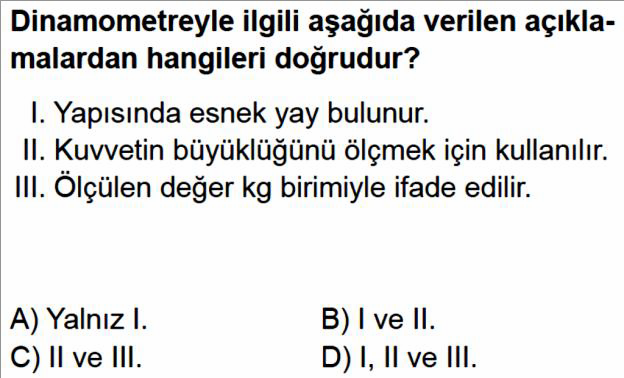 Dinamometreyle ilgili aşağıda verilen açıkla-
malardan hangileri doğrudur?
I. Yapısında esnek yay bulunur.
II. Kuvvetin büyüklüğünü ölçmek için kullanılır.
III. Ölçülen değer kg birimiyle ifade edilir.
A) Yalnız I. B) I ve II.
C) II ve III. D) I, II ve III.